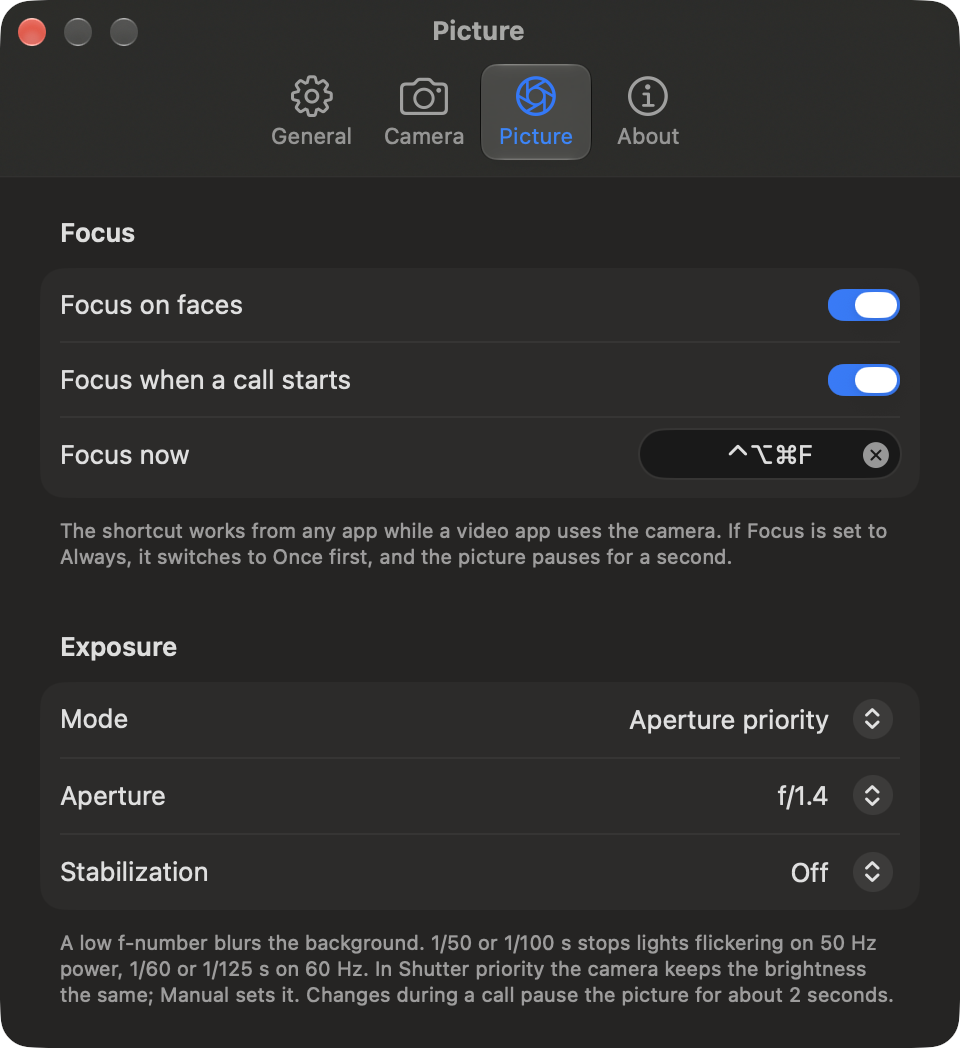 Picture
General
Camera
Picture
About
Focus
Focus on faces
Focus when a call starts
Focus now
^⌥⌘F
The shortcut works from any app while a video app uses the camera. If Focus is set to
Always, it switches to Once first, and the picture pauses for a second.
Exposure
Mode
Aperture priority
Aperture
f/1.4
Stabilization
Off
A low f-number blurs the background. 1/50 or 1/100 s stops lights flickering on 50 Hz
power, 1/60 or 1/125 s on 60 Hz. In Shutter priority the camera keeps the brightness
the same; Manual sets it. Changes during a call pause the picture for about 2 seconds.